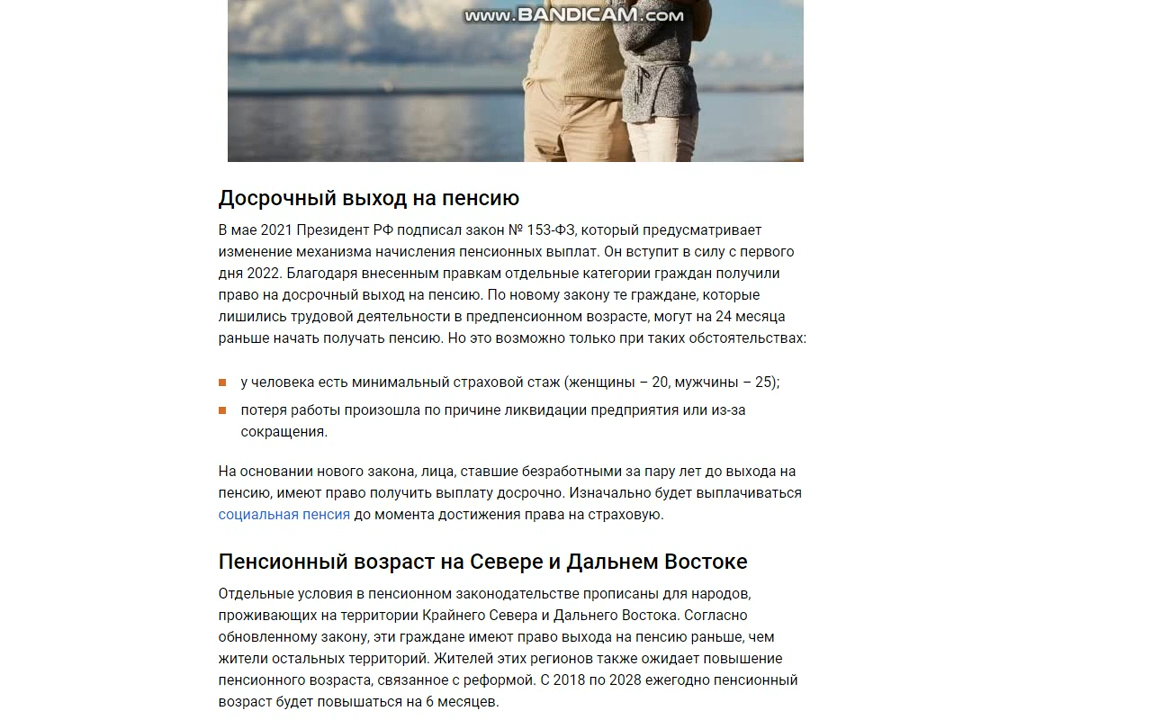 www.BANDICAM.com
Досрочный выход на пенсию
В мае 2021 Президент РФ подписал закон № 153-ФЗ, который предусматривает
изменение механизма начисления пенсионных выплат. Он вступит в силу с первого
дня 2022. Благодаря внесенным правкам отдельные категории граждан получили
право на досрочный выход на пенсию. По новому закону те граждане, которые
лишились трудовой деятельности в предпенсионном возрасте, могут на 24 месяца
раньше начать получать пенсию. Но это возможно только при таких обстоятельствах:
у человека есть минимальный страховой стаж (женщины – 20, мужчины – 25);
потеря работы произошла по причине ликвидации предприятия или из-за
сокращения.
На основании нового закона, лица, ставшие безработными за пару лет до выхода на
пенсию, имеют право получить выплату досрочно. Изначально будет выплачиваться
социальная пенсия до момента достижения права на страховую.
Пенсионный возраст на Севере и Дальнем Востоке
Отдельные условия в пенсионном законодательстве прописаны для народов,
проживающих на территории Крайнего Севера и Дальнего Востока. Согласно
обновленному закону, эти граждане имеют право выхода на пенсию раньше, чем
жители остальных территорий. Жителей этих регионов также ожидает повышение
пенсионного возраста, связанное с реформой. С 2018 по 2028 ежегодно пенсионный
возраст будет повышаться на 6 месяцев.